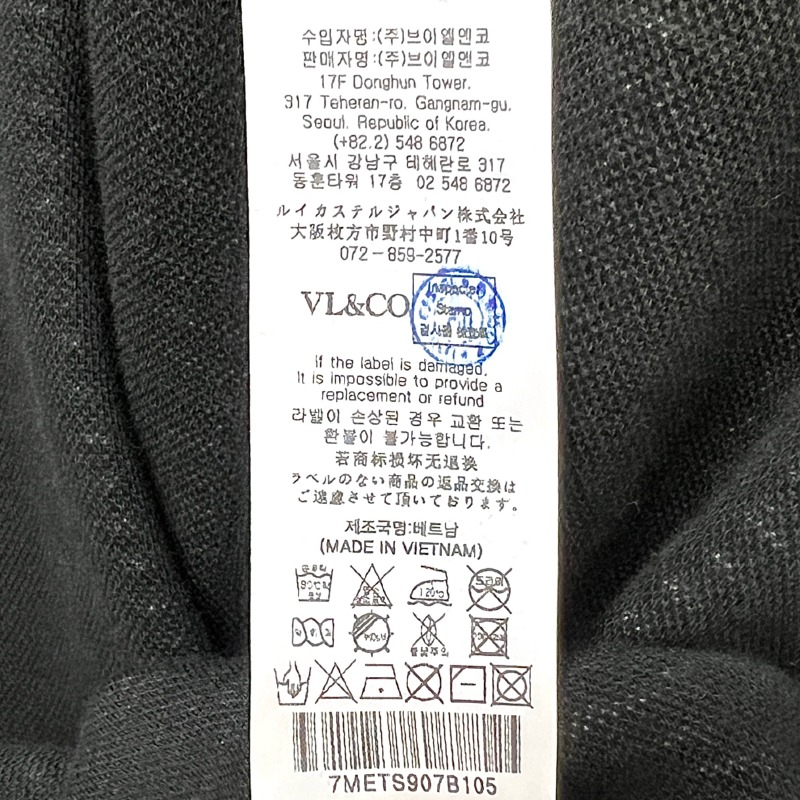 수입자명:(주)브이엘엔코
판매자명:(주)브이엘엔코
17F Donghun Tower.
317 Teheran-ro. Gangnam-gu.
Seoul. Republic of Korea.
(+82.2) 548 6872
서울시 강남구 테헤란로 317
동훈타워 17층 02 548 6872
ルイカステルジャパン株式会社
大阪枚方市野村中町1番10号
072-859-2577
VL&CO
Inspected
Stamp
If the label is damaged.
It is impossible to provide a
replacement or refund
라벨이 손상된 경우 교환 또는
환불이 불가능합니다.
若商标损坏无退换
ラベルのない商品の返品交換は
ご遠慮させて頂いております。
제조국명:베트남
(MADE IN VIETNAM)
120℃
드라이
7METS907B105